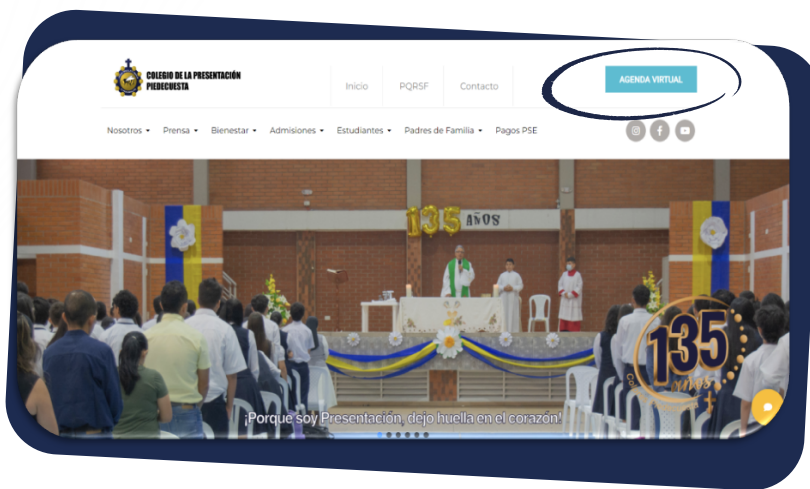 COLEGIO DE LA PRESENTACIÓN
PIEDECUESTA
Inicio
PQRSF
Contacto
AGENDA VIRTUAL
Nosotros
Prensa
Bienestar
Admisiones
Estudiantes
Padres de Familia
Pagos PSE
135 AÑOS
135
años
¡Porque soy Presentación, dejo huella en el corazón!